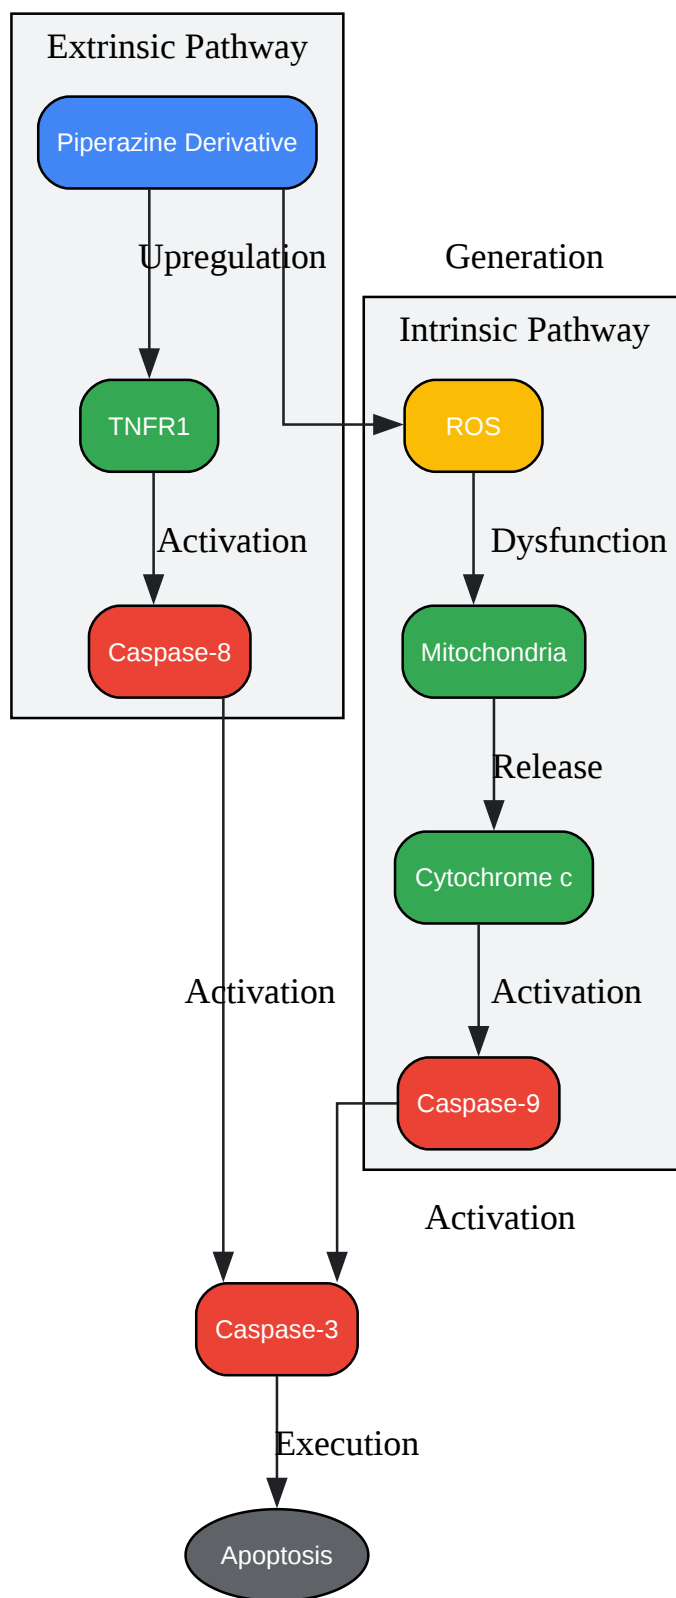 Extrinsic Pathway
Piperazine Derivative
Upregulation
Generation
Intrinsic Pathway
TNFR1
ROS
Activation
Dysfunction
Caspase-8
Mitochondria
Release
Cytochrome c
Activation
Activation
Caspase-9
Activation
Caspase-3
Execution
Apoptosis